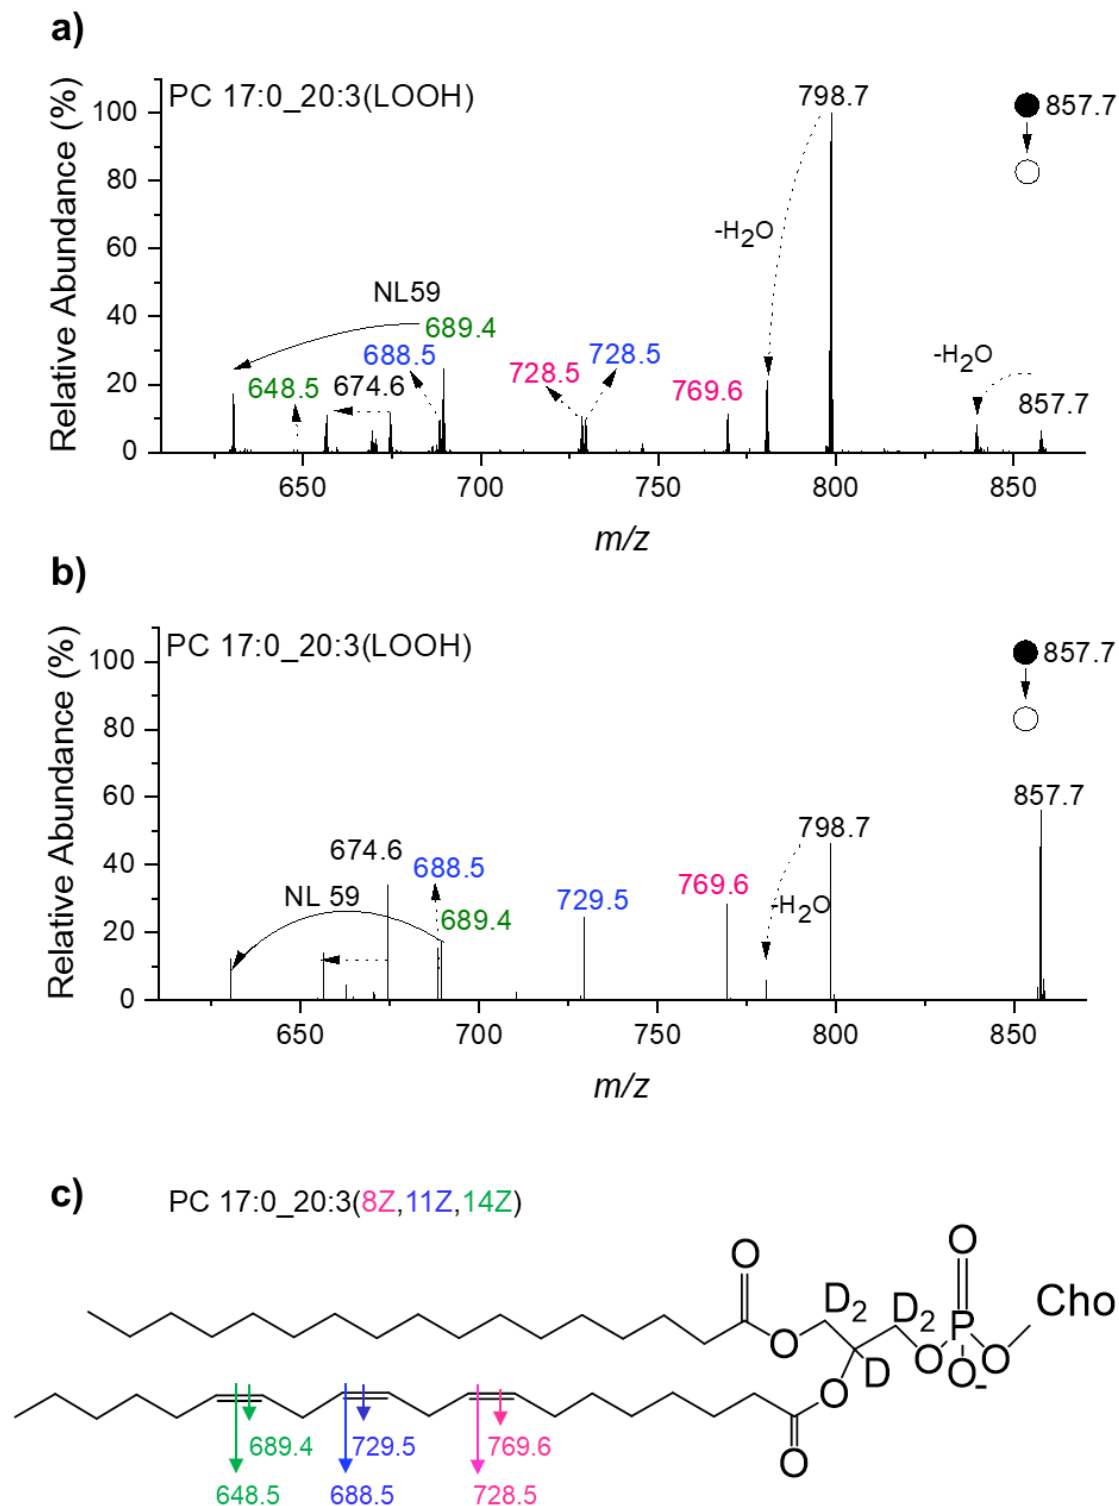 a)
PC 17:0_20:3(LOOH)
798.7
857.7
100
80
60
40
20
0
Relative Abundance (%)
-H2O
NL59
689.4
688.5
648.5
674.6
728.5
728.5
769.6
-H2O
857.7
650
700
750
800
850
m/z
b)
PC 17:0_20:3(LOOH)
857.7
100
80
60
40
20
0
Relative Abundance (%)
857.7
798.7
674.6
688.5
NL 59
689.4
729.5
769.6
-H2O
650
700
750
800
850
m/z
c)
PC 17:0_20:3(8Z,11Z,14Z)
O
O
D2
D2
P
Cho
O
O
O
O-
D
O
O
689.4
729.5
769.6
648.5
688.5
728.5